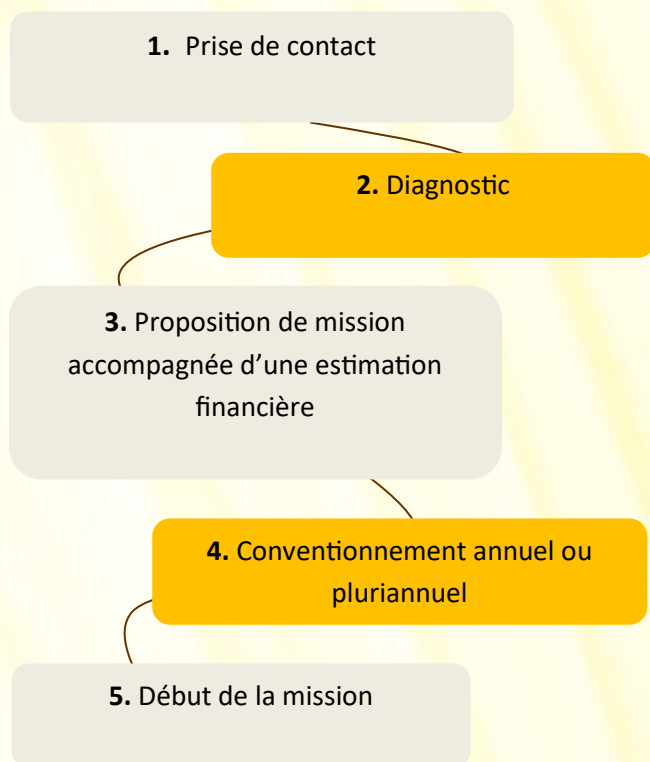 1. Prise de contact
2. Diagnostic
3. Proposition de mission
accompagnée d’une estimation
financière
4. Conventionnement annuel ou
pluriannuel
5. Début de la mission